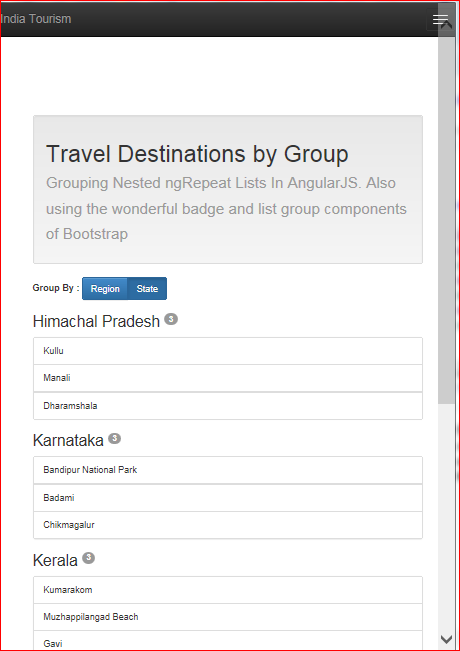 India Tourism
Travel Destinations by Group
Grouping Nested ngRepeat Lists In AngularJS. Also
using the wonderful badge and list group components
of Bootstrap
Group By : Region State
Himachal Pradesh 3
Kullu
Manali
Dharamshala
Karnataka 3
Bandipur National Park
Badami
Chikmagalur
Kerala 3
Kumarakom
Muzhappilangad Beach
Gavi